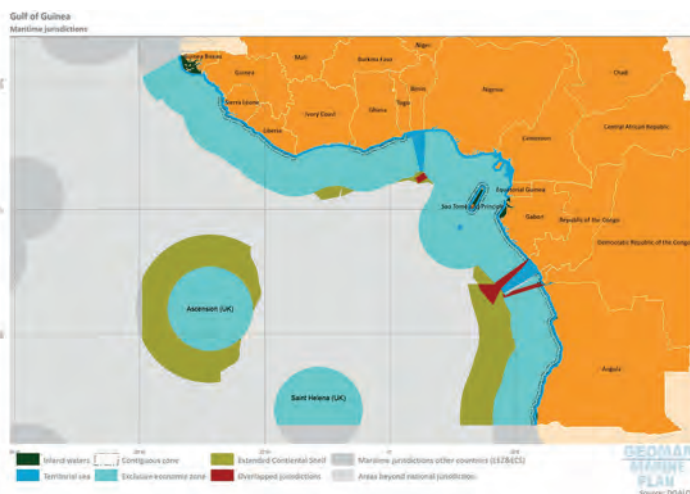 Gulf of Guinea
Maritime jurisdictions
Niger
Mali
Burkina Faso
Chad
Guinea Bissau
Guinea
Benin
Nigeria
Togo
Ghana
Ivory Coast
Sierra Leone
Liberia
Central African Republic
Cameroon
Equatorial Guinea
Sao Tome and Principe
Gabon
Republic of the Congo
Democratic Republic of the Congo
Ascension (UK)
Angola
Saint Helena (UK)
Inland waters
Contiguous zone
Extended Continental Shelf
Maritime jurisdictions other countries (EEZ&ECS)
Territorial sea
Exclusive economic zone
Overlapped jurisdictions
Areas beyond national jurisdiction
GEOMAR
MARINE
PLAN